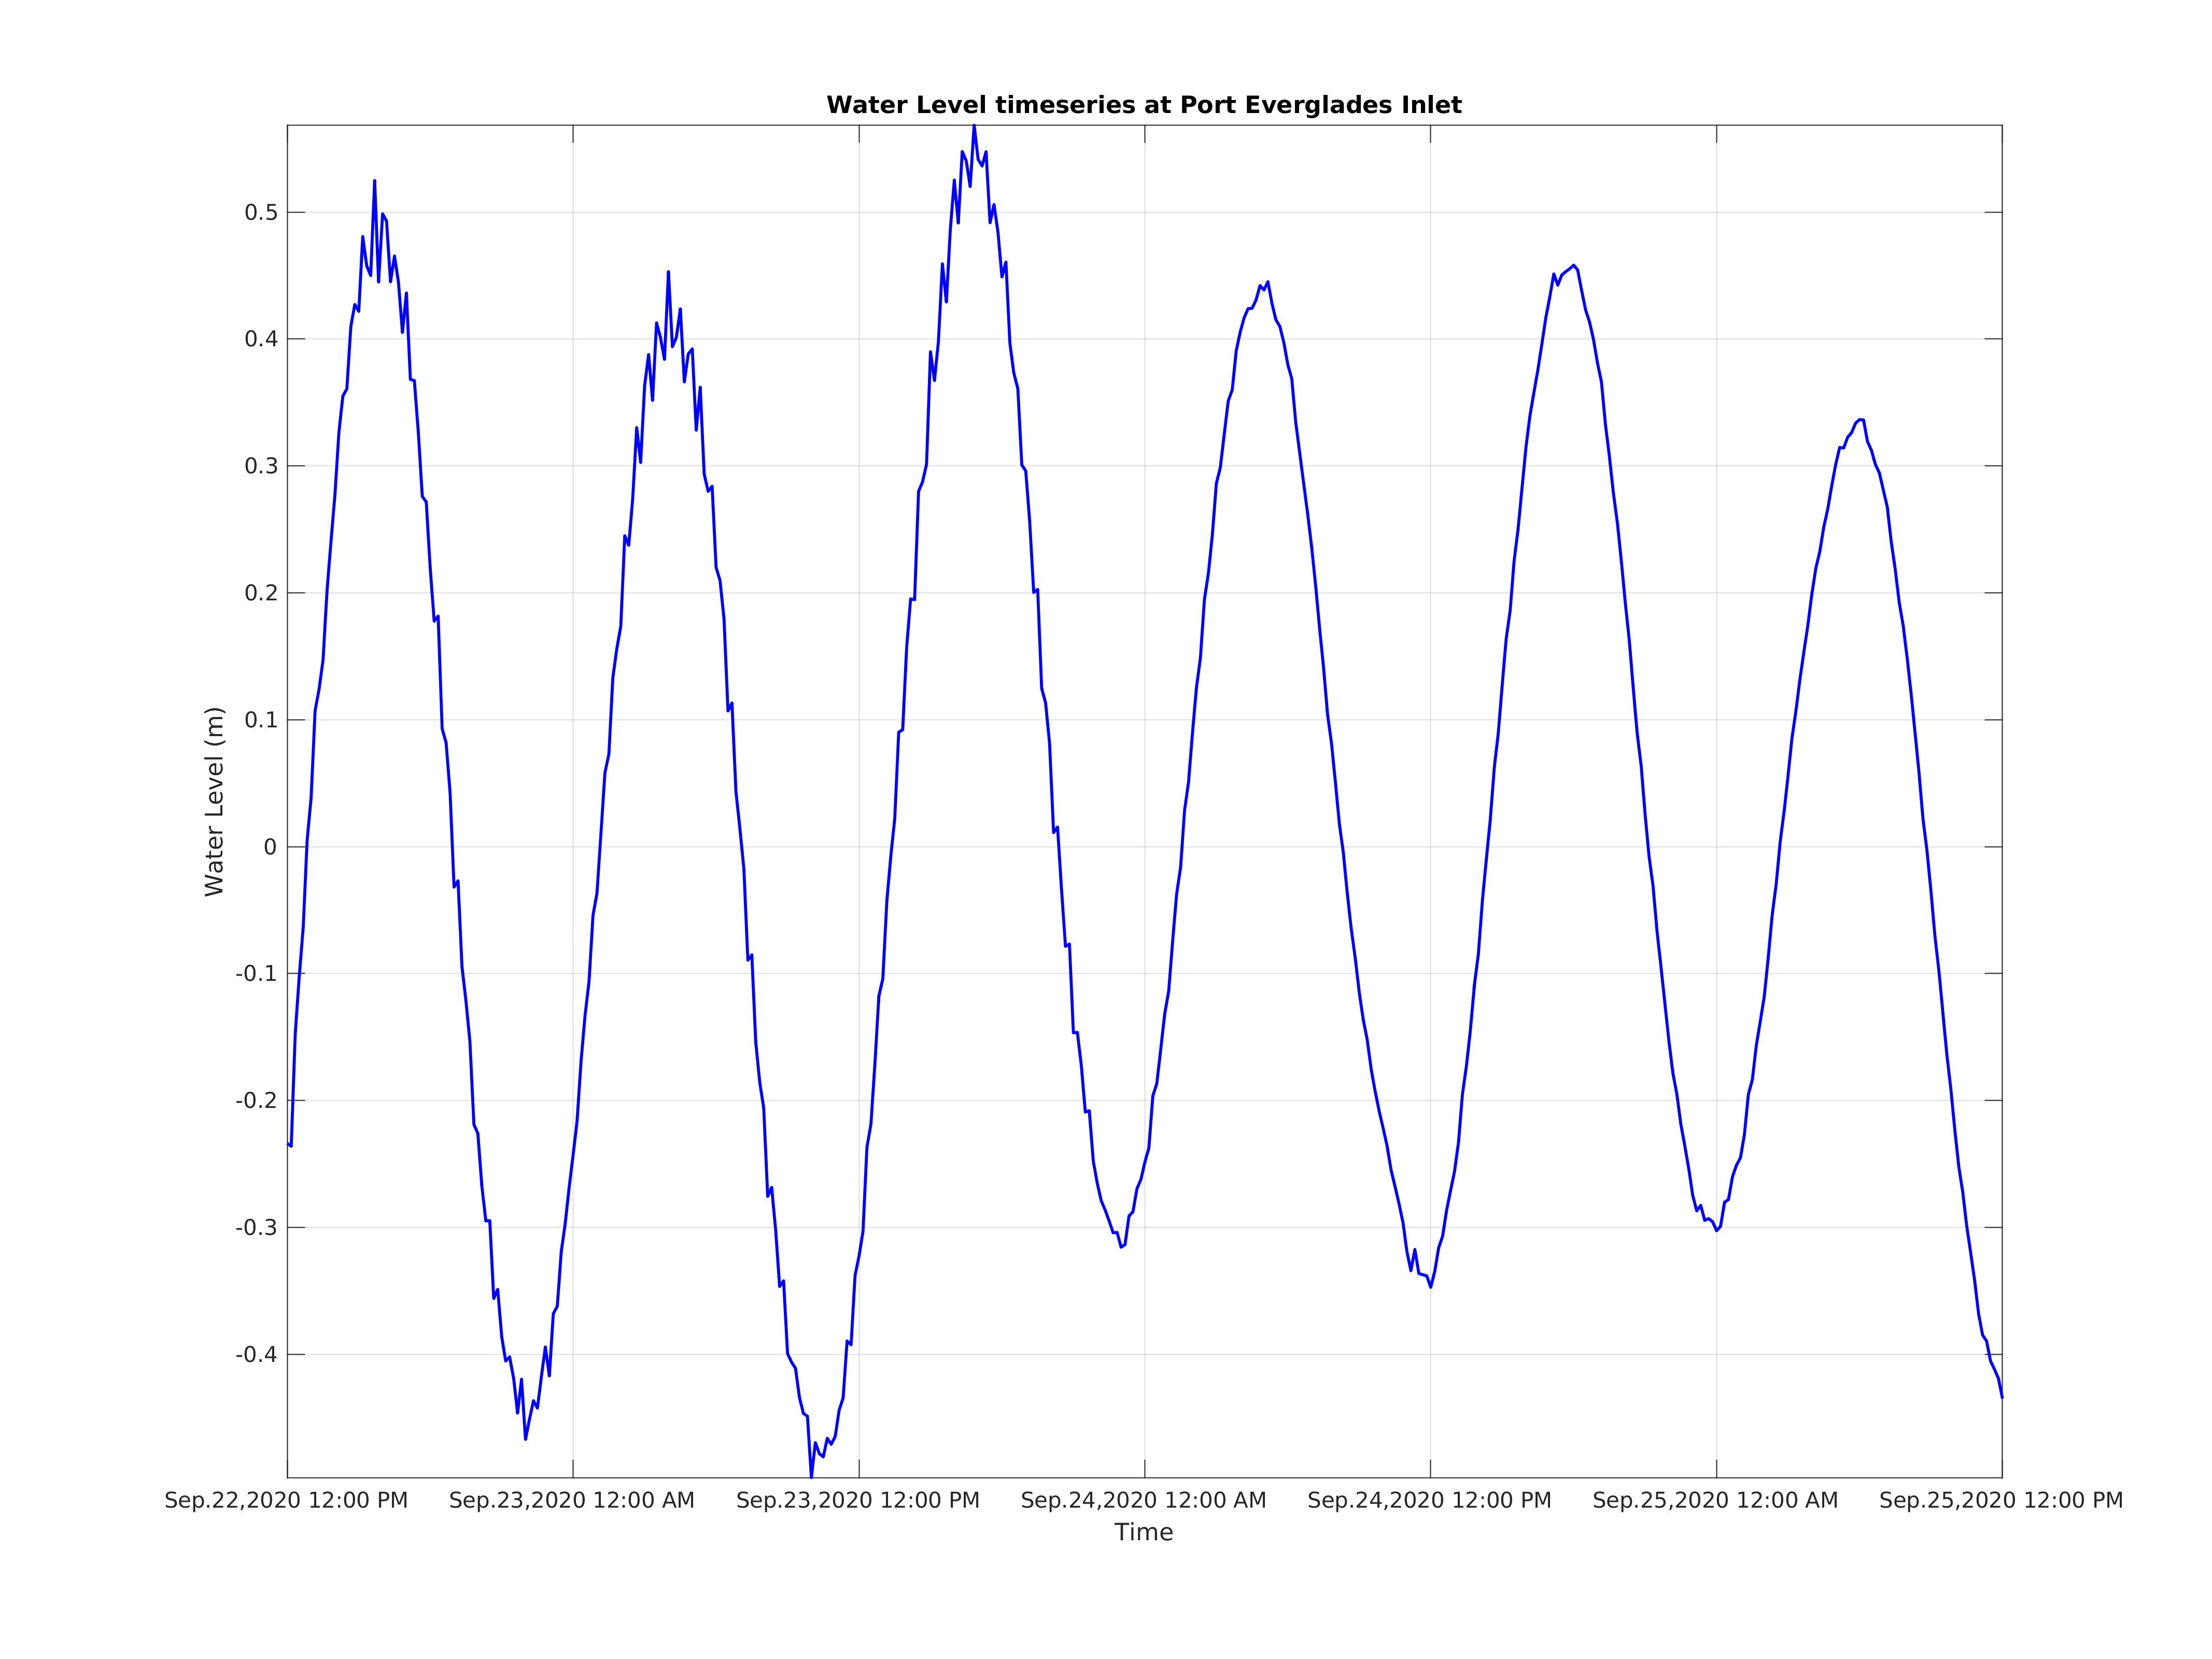 Water Level timeseries at Port Everglades Inlet
0.5
0.4
0.3
0.2
0.1
0
-0.1
-0.2
-0.3
-0.4
Water Level (m)
Sep.22,2020 12:00 PM
Sep.23,2020 12:00 AM
Sep.23,2020 12:00 PM
Sep.24,2020 12:00 AM
Sep.24,2020 12:00 PM
Sep.25,2020 12:00 AM
Sep.25,2020 12:00 PM
Time